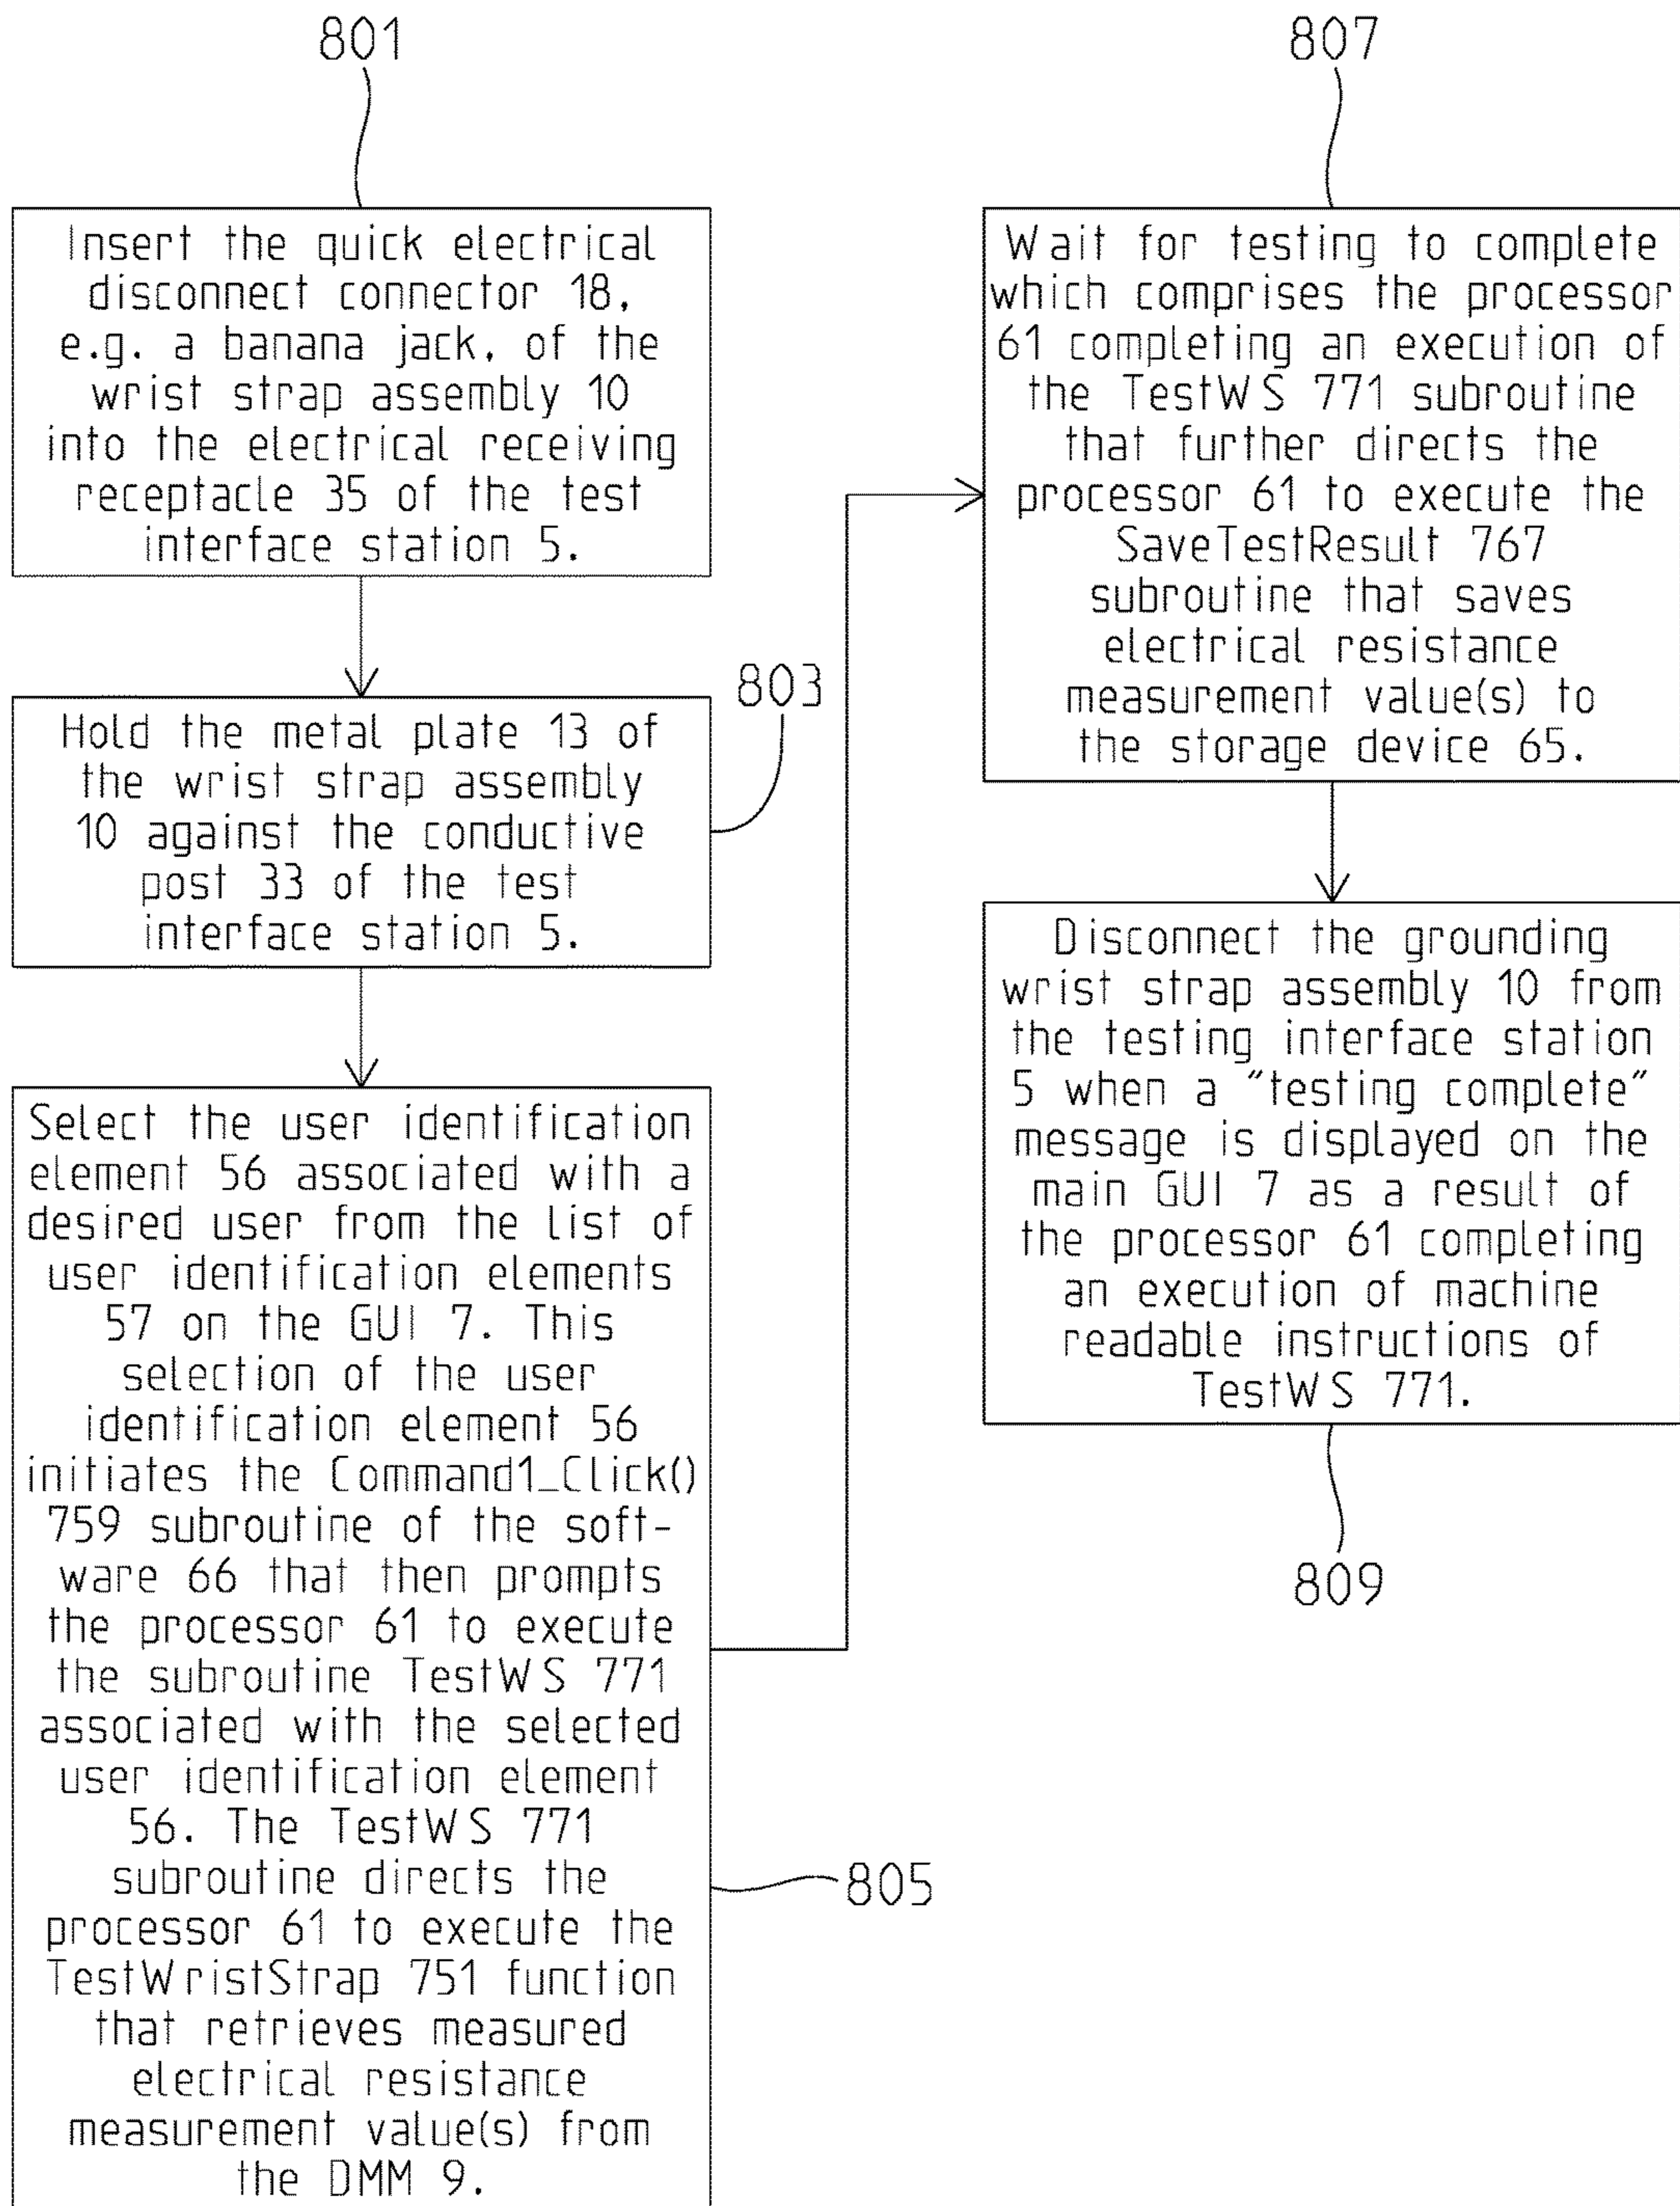 801
Insert the quick electrical
disconnect connector 18,
e.g. a banana jack, of the
wrist strap assembly 10
into the electrical receiving
receptacle 35 of the test
interface station 5.
803
Hold the metal plate 13 of
the wrist strap assembly
10 against the conductive
post 33 of the test
interface station 5.
Select the user identification
element 56 associated with a
desired user from the list of
user identification elements
57 on the GUI 7. This
selection of the user
identification element 56
initiates the Command1_Click()
759 subroutine of the soft-
ware 66 that then prompts
the processor 61 to execute
the subroutine TestWS 771
associated with the selected
user identification element
56. The TestWS 771
subroutine directs the
processor 61 to execute the
TestWristStrap 751 function
that retrieves measured
electrical resistance
measurement value(s) from
the DMM 9.
805
807
Wait for testing to complete
which comprises the processor
61 completing an execution of
the TestWS 771 subroutine
that further directs the
processor 61 to execute the
SaveTestResult 767
subroutine that saves
electrical resistance
measurement value(s) to
the storage device 65.
Disconnect the grounding
wrist strap assembly 10 from
the testing interface station
5 when a "testing complete"
message is displayed on the
main GUI 7 as a result of
the processor 61 completing
an execution of machine
readable instructions of
TestWS 771.
809